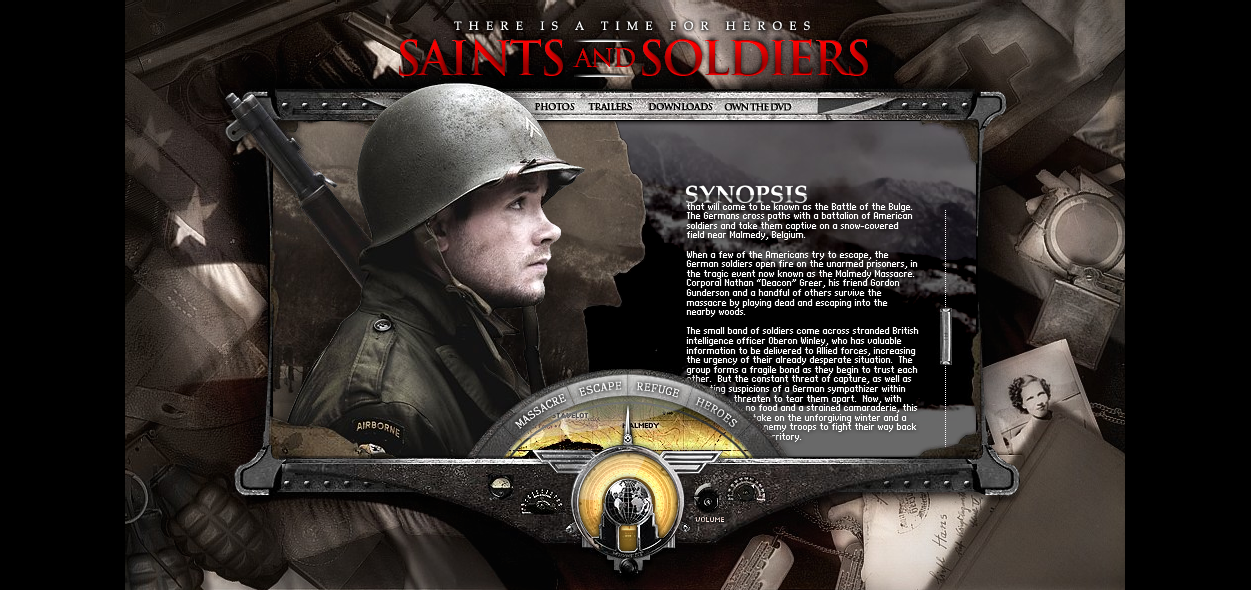 THERE IS A TIME FOR HEROES
SAINTS AND SOLDIERS
PHOTOS TRAILERS DOWNLOADS OWN THE DVD
SYNOPSIS
that will come to be known as the Battle of the Bulge.
The Germans cross paths with a battalion of American
soldiers and take them captive on a snow-covered
field near Malmedy, Belgium.
When a few of the Americans try to escape, the
German soldiers open fire on the unarmed prisoners, in
the tragic event now known as the Malmedy Massacre.
Corporal Nathan “Deacon” Greer, his friend Gordon
Gunderson and a handful of others survive the
massacre by playing dead and escaping into the
nearby woods.
The small band of soldiers come across stranded British
intelligence officer Oberon Winley, who has valuable
information to be delivered to Allied forces, increasing
the urgency of their already desperate situation. The
group forms a fragile bond as they begin to trust each
other. But the constant threat of capture, as well as
suspicions of a German sympathizer within
threaten to tear them apart. Now, with
no food and a strained camaraderie, this
take on the unforgiving winter and a
enemy troops to fight their way back
MASSACRE ESCAPE REFUGE HEROES
AIRBORNE
VOLUME